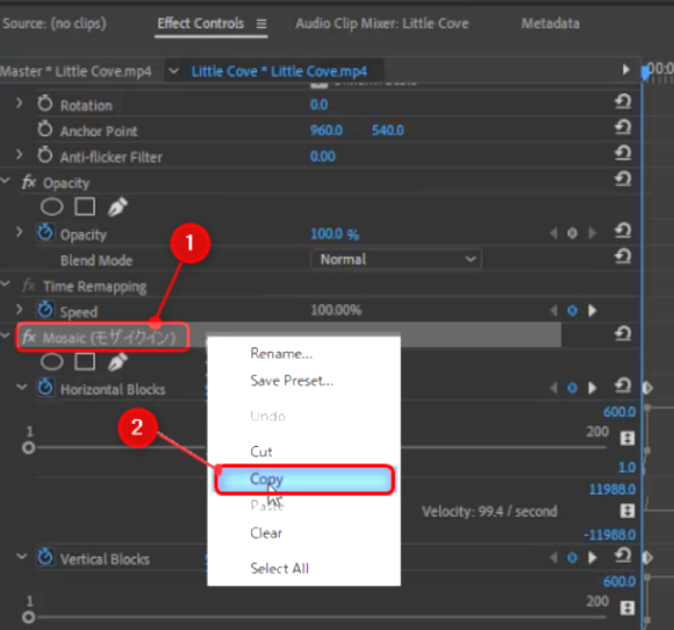 Source: (no clips) Effect Controls Audio Clip Mixer: Little Cove Metadata
Master * Little Cove.mp4 Little Cove * Little Cove.mp4 00:0
Rotation 0.0
Anchor Point 960.0 540.0
Anti-flicker Filter 0.00
fx Opacity
Opacity 100.0 %
Blend Mode Normal
1
fx Time Remapping
Speed 100.00%
fx Mosaic (モザイクイン)
Rename...
Save Preset...
Undo
Cut
Copy
Paste
Clear
Select All
Horizontal Blocks
600.0
1 200
2
1.0
11988.0
Velocity: 99.4 / second
-11988.0
Vertical Blocks
600.0
1 200